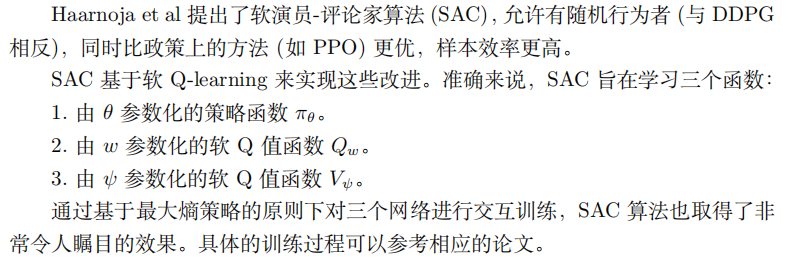 Haarnoja et al 提出了软演员-评论家算法 (SAC), 允许有随机行为者 (与 DDPG
相反)，同时比政策上的方法 (如 PPO) 更优，样本效率更高。
SAC 基于软 Q-learning 来实现这些改进。准确来说，SAC 旨在学习三个函数：
1. 由 θ 参数化的策略函数 πθ。
2. 由 w 参数化的软 Q 值函数 Qw。
3. 由 ψ 参数化的软 Q 值函数 Vψ。
通过基于最大熵策略的原则下对三个网络进行交互训练，SAC 算法也取得了非
常令人瞩目的效果。具体的训练过程可以参考相应的论文。